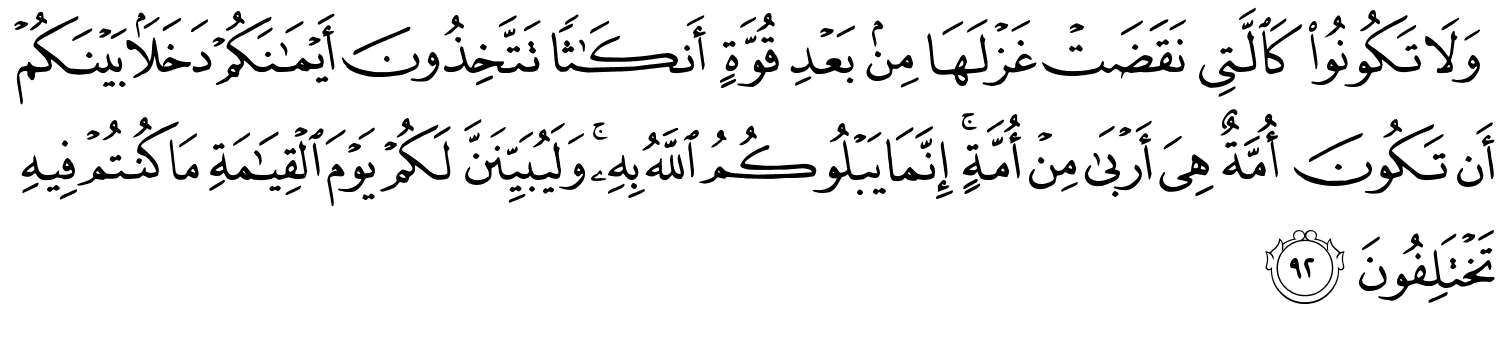 وَلَا تَكُونُوا۟ كَٱلَّتِى نَقَضَتْ غَزْلَهَا مِنۢ بَعْدِ قُوَّةٍ أَنكَـٰثًا تَتَّخِذُونَ أَيْمَـٰنَكُمْ دَخَلًۢا بَيْنَكُمْ
أَن تَكُونَ أُمَّةٌ هِىَ أَرْبَىٰ مِنْ أُمَّةٍ ۚ إِنَّمَا يَبْلُوكُمُ ٱللَّهُ بِهِۦ ۚ وَلَيُبَيِّنَنَّ لَكُمْ يَوْمَ ٱلْقِيَـٰمَةِ مَا كُنتُمْ فِيهِ
تَخْتَلِفُونَ ٩٢